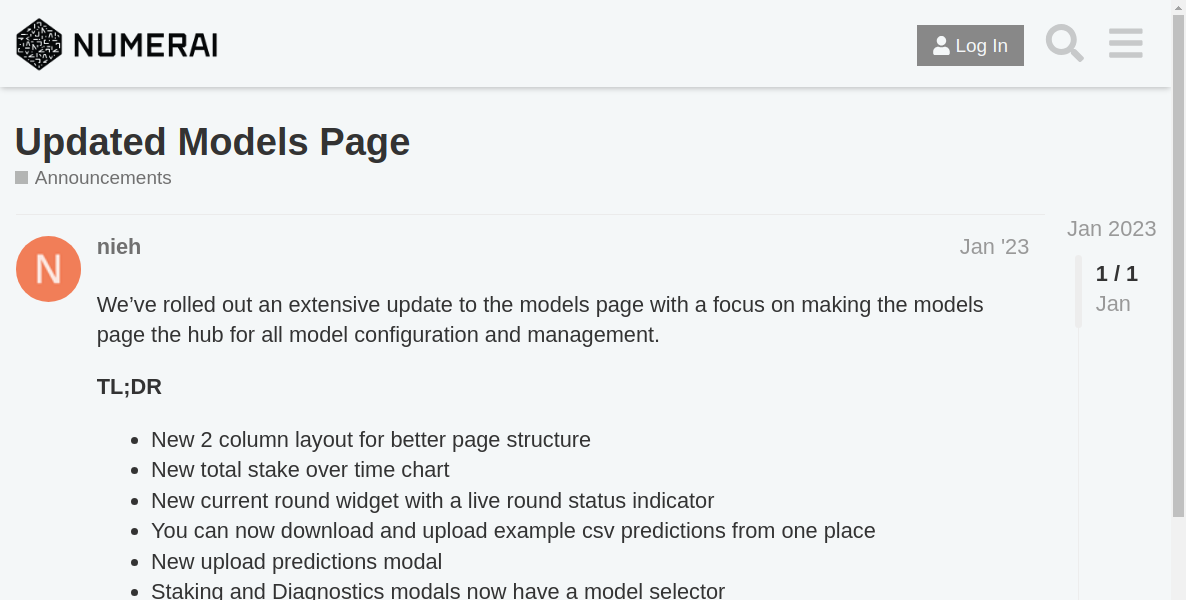 NUMERAI
Log In
Updated Models Page
Announcements
Jan 2023
N
nieh
Jan '23
1 / 1
Jan
We’ve rolled out an extensive update to the models page with a focus on making the models
page the hub for all model configuration and management.
TL;DR
New 2 column layout for better page structure
New total stake over time chart
New current round widget with a live round status indicator
You can now download and upload example csv predictions from one place
New upload predictions modal
Staking and Diagnostics modals now have a model selector